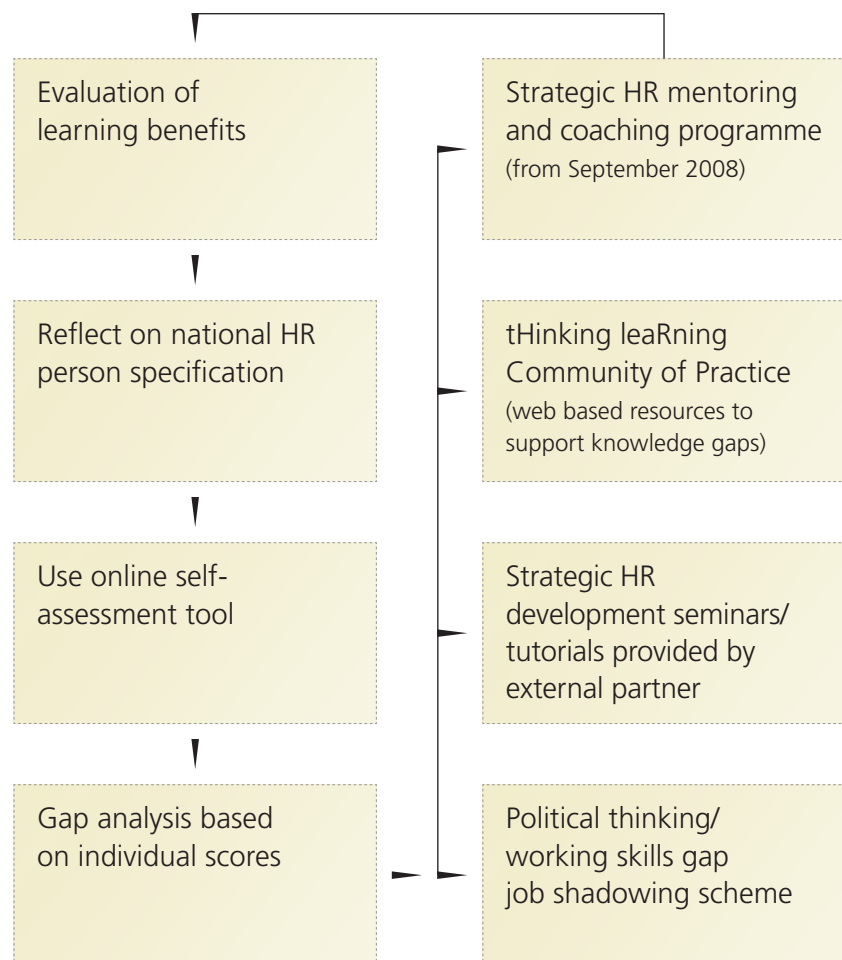 Evaluation of
learning benefits
Reflect on national HR
person specification
Use online self-
assessment tool
Gap analysis based
on individual scores
Strategic HR mentoring
and coaching programme
(from September 2008)
tHinking leaRning
Community of Practice
(web based resources to
support knowledge gaps)
Strategic HR
development seminars/
tutorials provided by
external partner
Political thinking/
working skills gap
job shadowing scheme